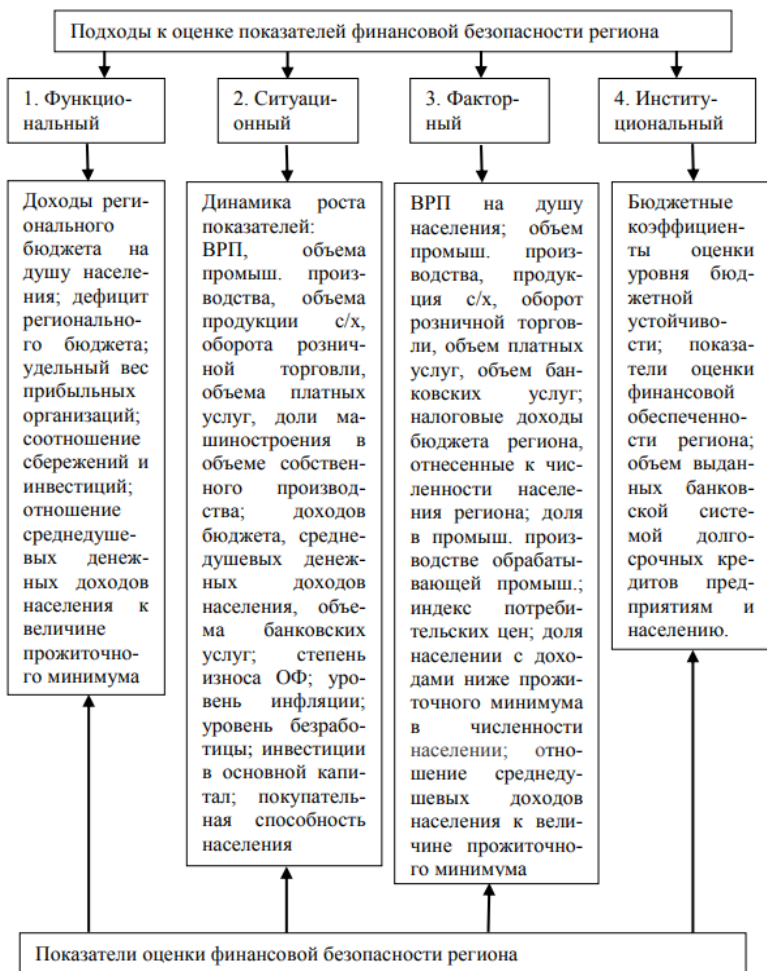 Подходы к оценке показателей финансовой безопасности региона
1. Функцио-
нальный
2. Ситуаци-
онный
3. Фактор-
ный
4. Институ-
циональный
Доходы реги-
онального
бюджета на
душу населе-
ния; дефицит
регионально-
го бюджета;
удельный вес
прибыльных
организаций;
соотношение
сбережений и
инвестиций;
отношение
среднедуше-
вых денеж-
ных доходов
населения к
величине
прожиточно-
го минимума
Динамика роста
показателей:
ВРП, объема
промыш. произ-
водства, объема
продукции с/х,
оборота рознич-
ной торговли,
объема платных
услуг, доли ма-
шиностроения в
объеме собствен-
ного производ-
ства; доходов
бюджета, средне-
душевых денеж-
ных доходов
населения, объе-
ма банковских
услуг; степень
износа ОФ; уро-
вень инфляции;
уровень безрабо-
тицы; инвестиции
в основной капи-
тал; покупатель-
ная способность
населения
ВРП на душу
населения; объем
промыш. произ-
водства, продук-
ция с/х, оборот
розничной торгов-
ли, объем платных
услуг, объем бан-
ковских услуг;
налоговые доходы
бюджета региона,
отнесенные к чис-
ленности населе-
ния региона; доля
в промыш. произ-
водстве обрабаты-
вающей промыш.;
индекс потреби-
тельских цен; доля
населении с дохо-
дами ниже прожи-
точного минимума
в численности
населении; отно-
шение среднеду-
шевых доходов
населения к вели-
чине прожиточно-
го минимума
Бюджетные
коэффициен-
ты оценки
уровня бюд-
жетной
устойчиво-
сти; показа-
тели оценки
финансовой
обеспеченно-
сти региона;
объем выдан-
ных банков-
ской систе-
мой долго-
срочных кре-
дитов пред-
приятиям и
населению.
Показатели оценки финансовой безопасности региона